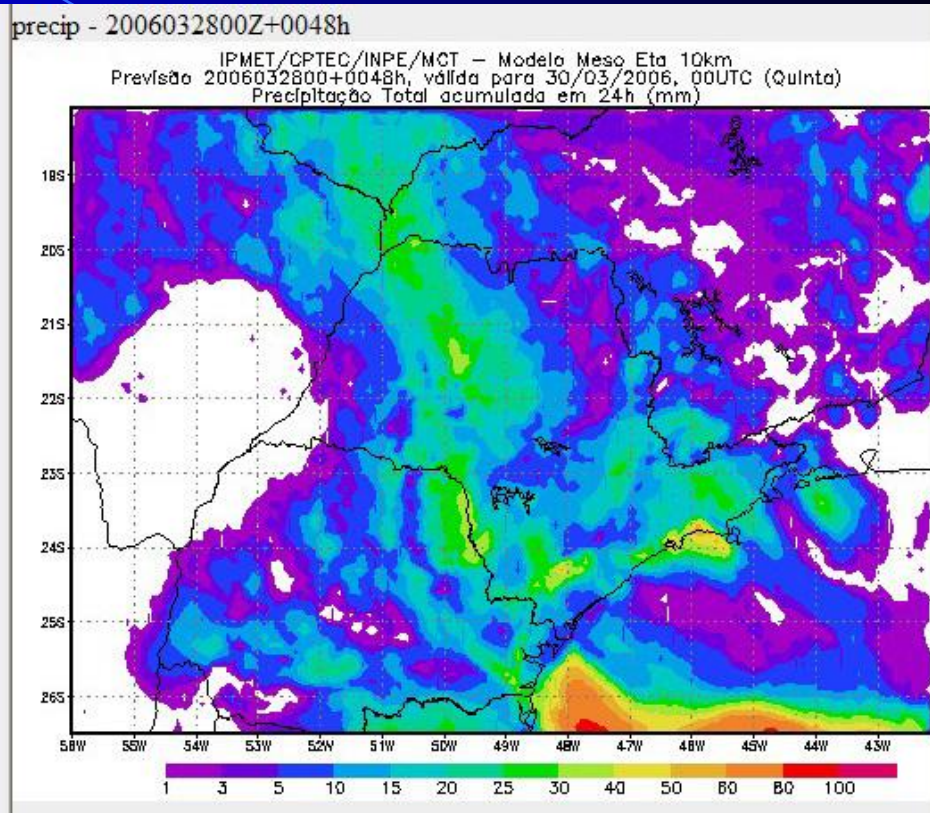 precip - 2006032800Z+0048h
IPMET/CPTEC/INPE/MCT – Modelo Meso Eta 10km
Previsão 2006032800+0048h, válida para 30/03/2006, 00UTC (Quinta)
Precipitação Total acumulada em 24h (mm)
18S
20S
21S
22S
23S
24S
25S
26S
56W 55W 54W 53W 52W 51W 50W 49W 48W 47W 46W 45W 44W 43W
1 3 5 10 15 20 25 30 40 50 60 80 100